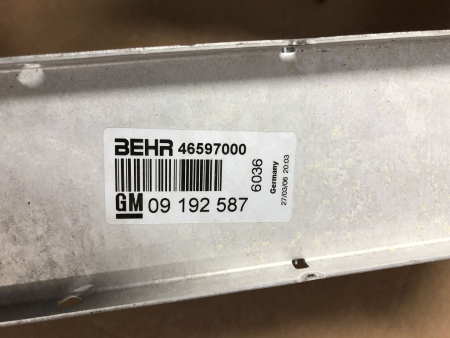 BEHR 46597000
GM 09 192 587
6036
Germany
27/03/06 20:03